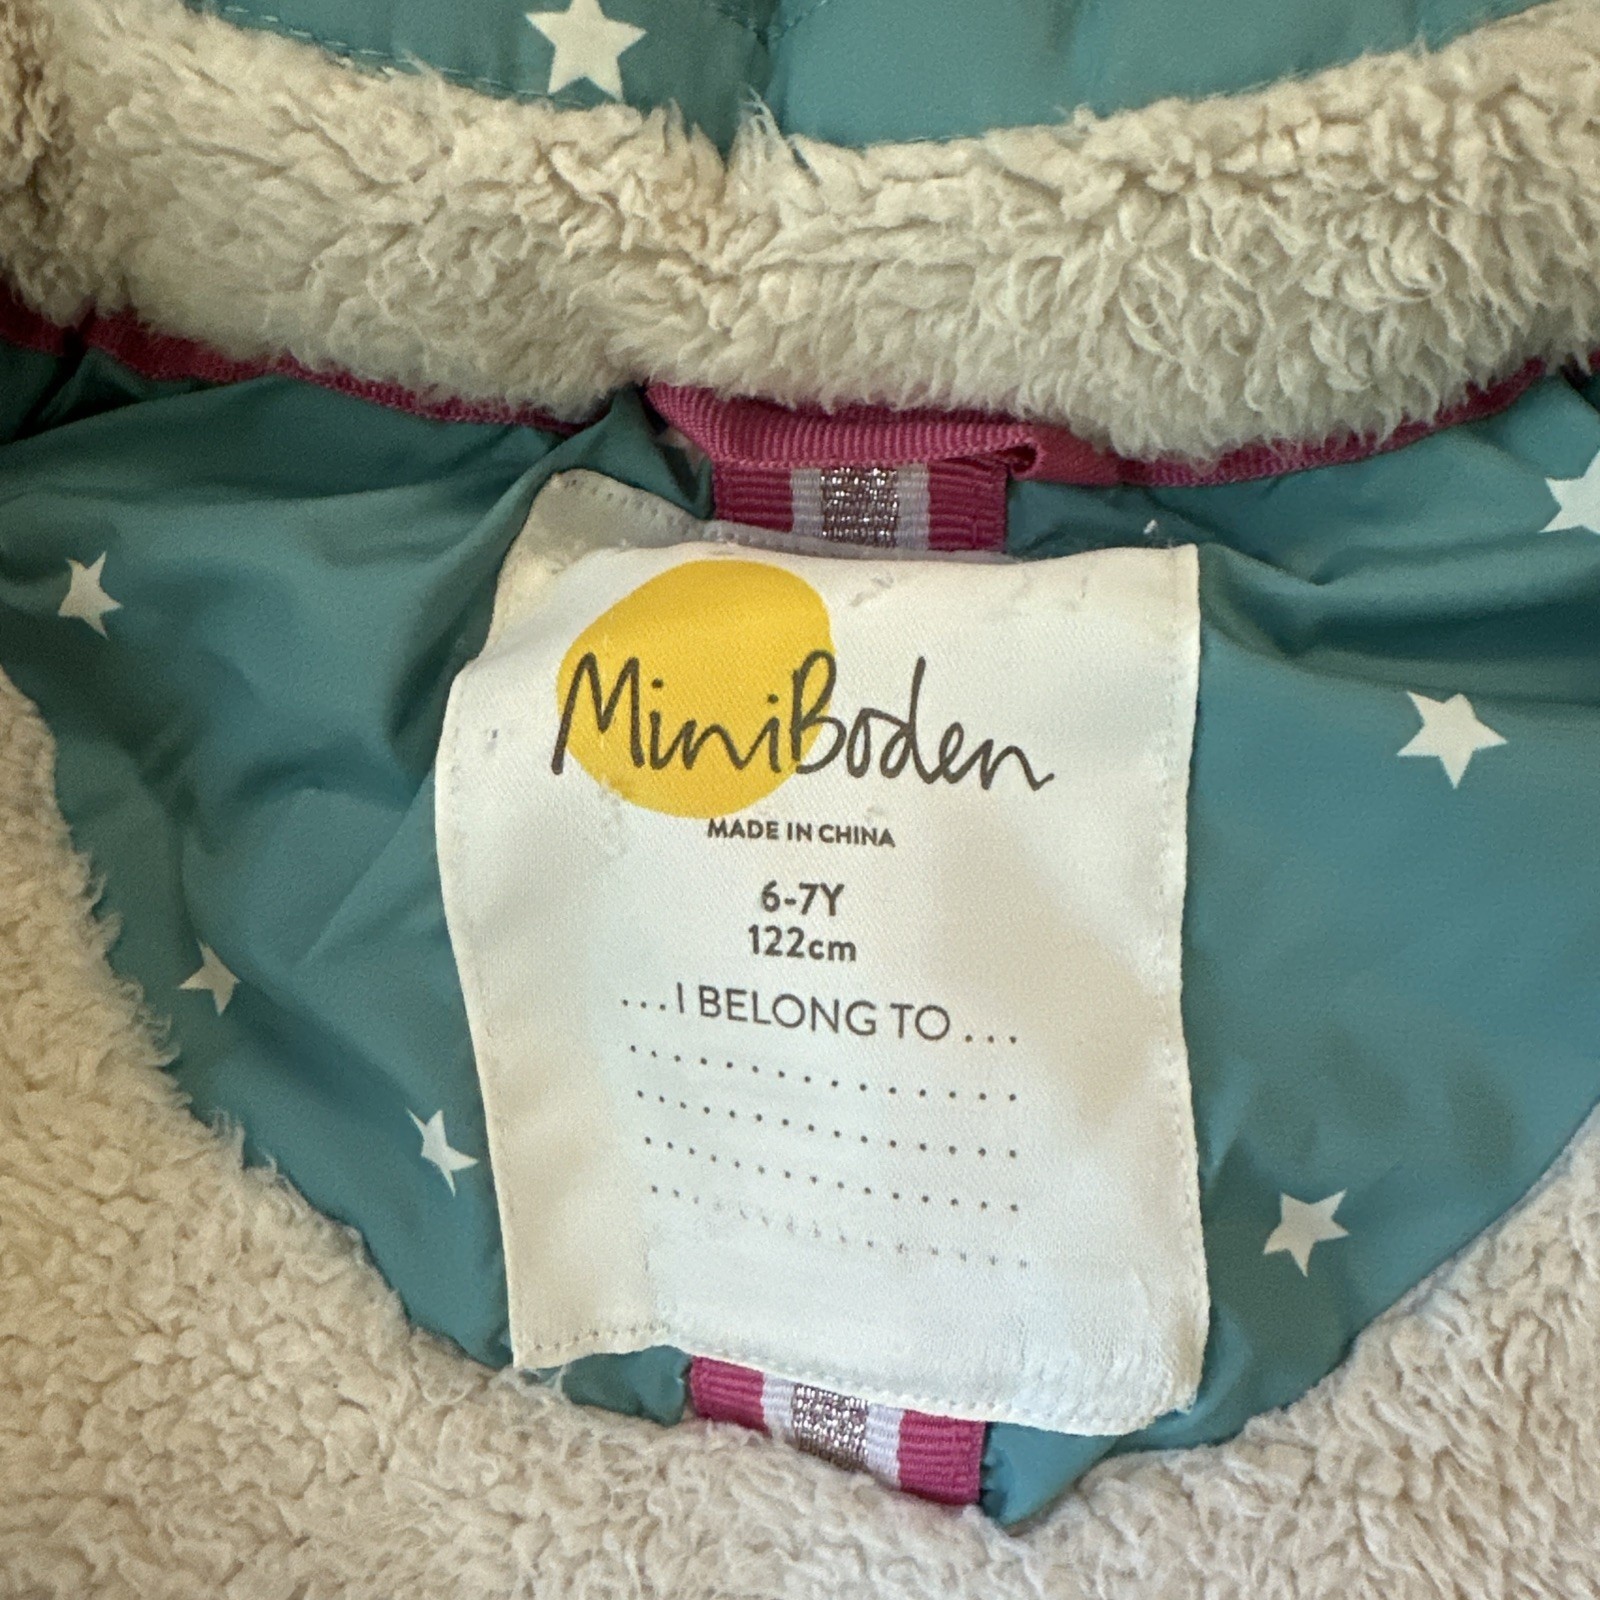 MiniBoden
MADE IN CHINA
6-7Y
122cm
...I BELONG TO...